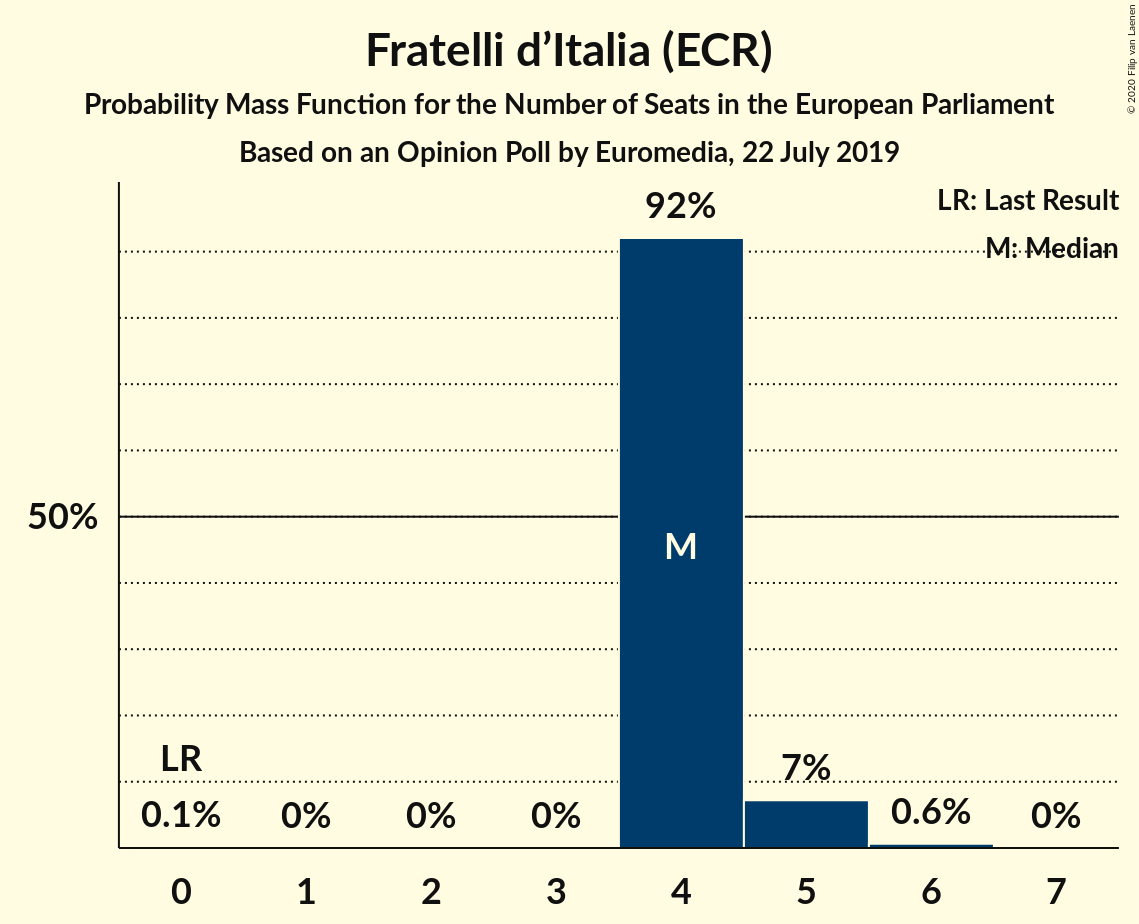 Fratelli d’Italia (ECR)
Probability Mass Function for the Number of Seats in the European Parliament
Based on an Opinion Poll by Euromedia, 22 July 2019
© 2020 Filip van Laenen
LR: Last Result
M: Median
92%
50%
M
LR
7%
0.1% 0% 0% 0% 0.6% 0%
0 1 2 3 4 5 6 7